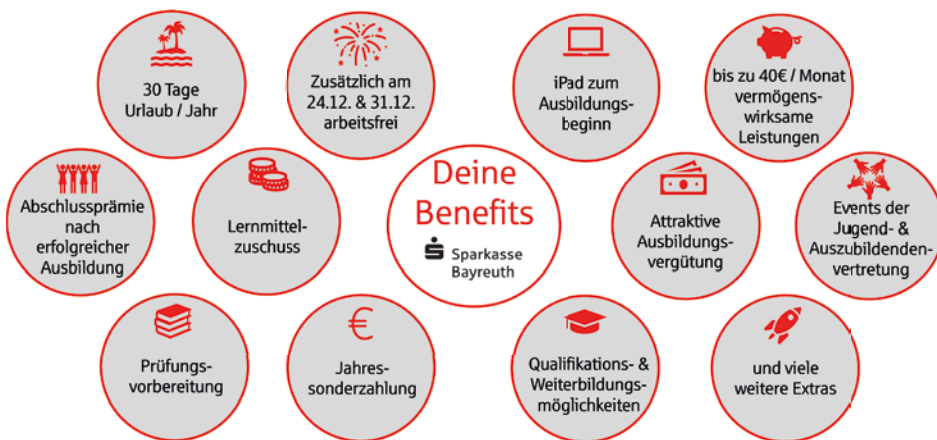 30 Tage
Urlaub / Jahr
Zusätzlich am
24.12. & 31.12.
arbeitsfrei
iPad zum
Ausbildungs-
beginn
bis zu 40€ / Monat
vermögens-
wirksame
Leistungen
Abschlussprämie
nach
erfolgreicher
Ausbildung
Lernmittel-
zuschuss
Deine
Benefits
Sparkasse
Bayreuth
Attraktive
Ausbildungs-
vergütung
Events der
Jugend- &
Auszubildenden-
vertretung
Prüfungs-
vorbereitung
€
Jahres-
sonderzahlung
Qualifikations- &
Weiterbildungs-
möglichkeiten
und viele
weitere Extras